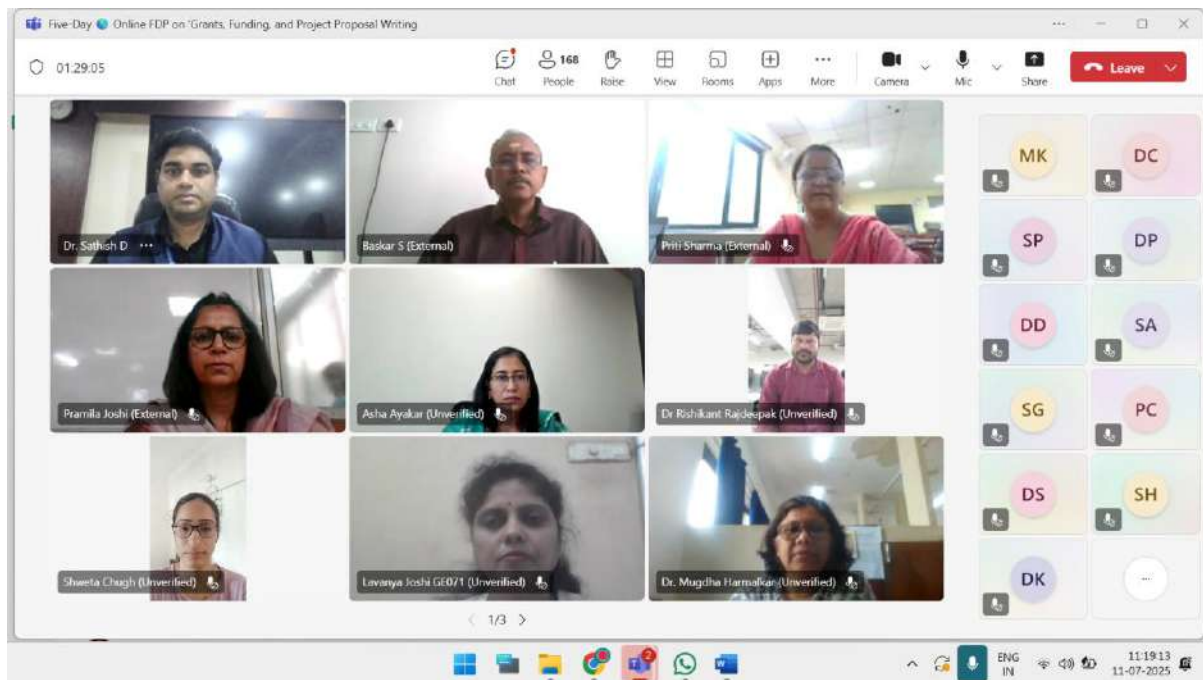 Five-Day 🌏 Online FDP on 'Grants, Funding, and Project Proposal Writing
01:29:05
Chat
168
People
Raise
View
Rooms
Apps
More
Camera
Mic
Share
Leave
Dr. Sathish D
Baskar S (External)
Priti Sharma (External)
MK
DC
SP
DP
Pramila Joshi (External)
Asha Ayakar (Unverified)
Dr Rishikant Rajdeepak (Unverified)
DD
SA
SG
PC
Shweta Chugh (Unverified)
Lavanya Joshi GE071 (Unverified)
Dr. Mugdha Harmalkar (Unverified)
DS
SH
DK
1/3
2
ENG
IN
11:19:13
11-07-2025